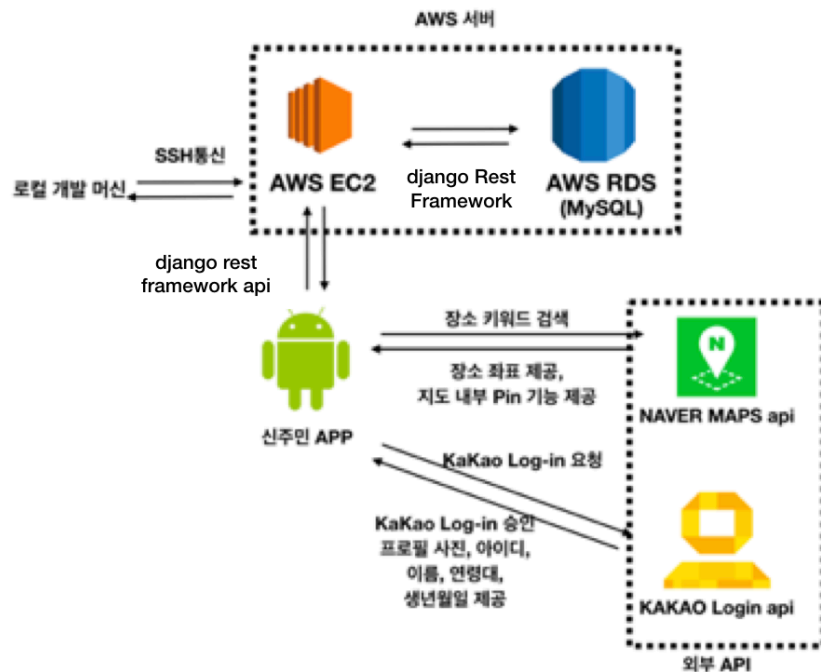 AWS 서버
SSH통신
로컬 개발 머신
AWS EC2
django Rest
Framework
AWS RDS
(MySQL)
django rest
framework api
장소 키워드 검색
장소 좌표 제공,
지도 내부 Pin 기능 제공
신주민 APP
N
NAVER MAPS api
KaKao Log-in 요청
KaKao Log-in 승인
프로필 사진, 아이디,
이름, 연령대,
생년월일 제공
KAKAO Login api
외부 API